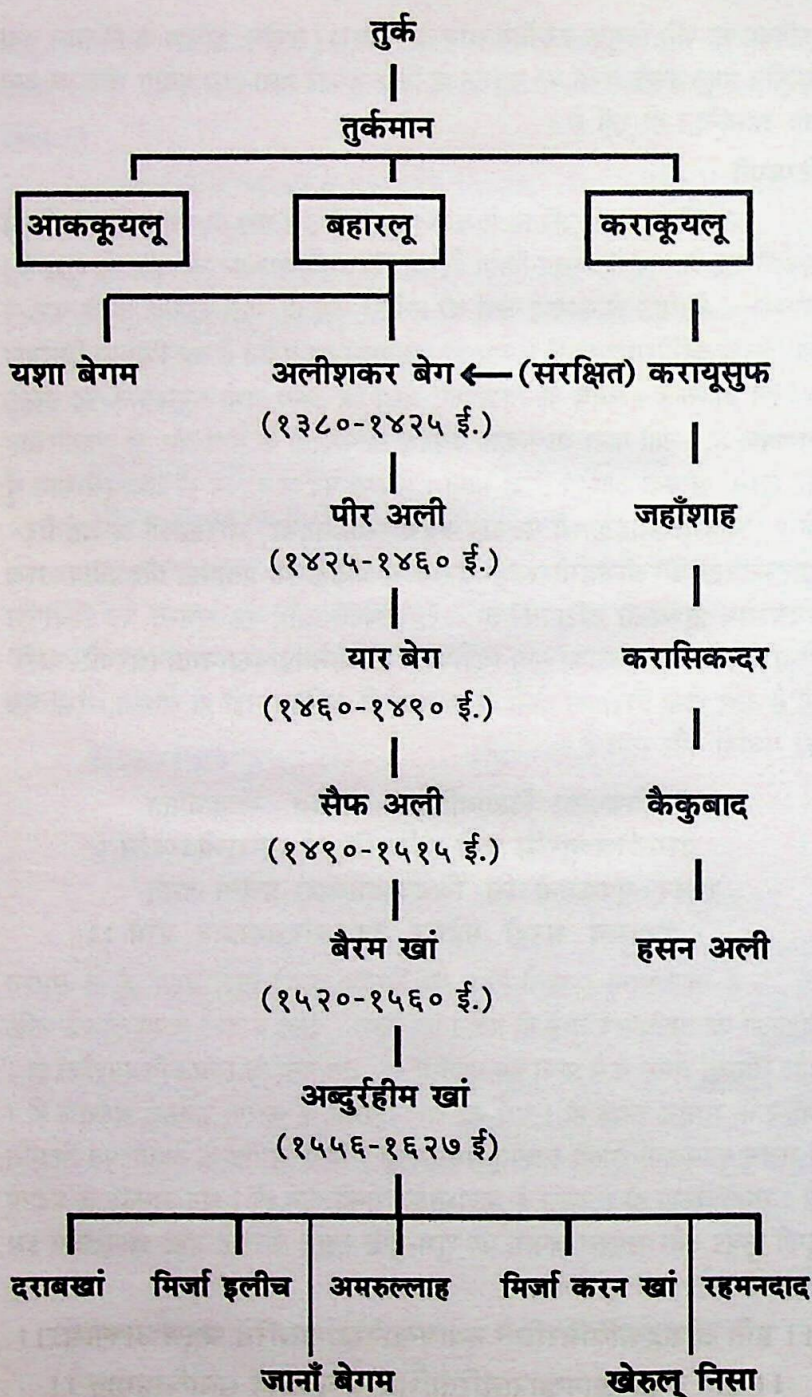 तुर्क
तुर्कमान
आककूयलू बहारलू कराकूयलू
यशा बेगम अलीशकर बेग ← (संरक्षित) करायूसुफ
(१३८०-१४२५ ई.)
पीर अली जहाँशाह
(१४२५-१४६० ई.)
यार बेग करासिकन्दर
(१४६०-१४९० ई.)
सैफ अली कैकुबाद
(१४९०-१५१५ ई.)
बैरम खां हसन अली
(१५२०-१५६० ई.)
अब्दुर्रहीम खां
(१५५६-१६२७ ई)
दराबखां मिर्जा इलीच अमरुल्लाह मिर्जा करन खां रहमनदाद
जानाँ बेगम खेरुल् निसा